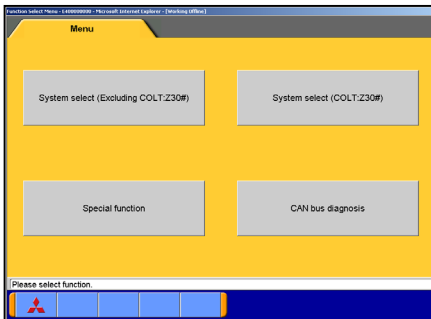 Function Select Menu - E400000000 - Microsoft Internet Explorer - [Working Offline]
Menu
System select (Excluding COLT:Z30#)
System select (COLT:Z30#)
Special function
CAN bus diagnosis
Please select function.